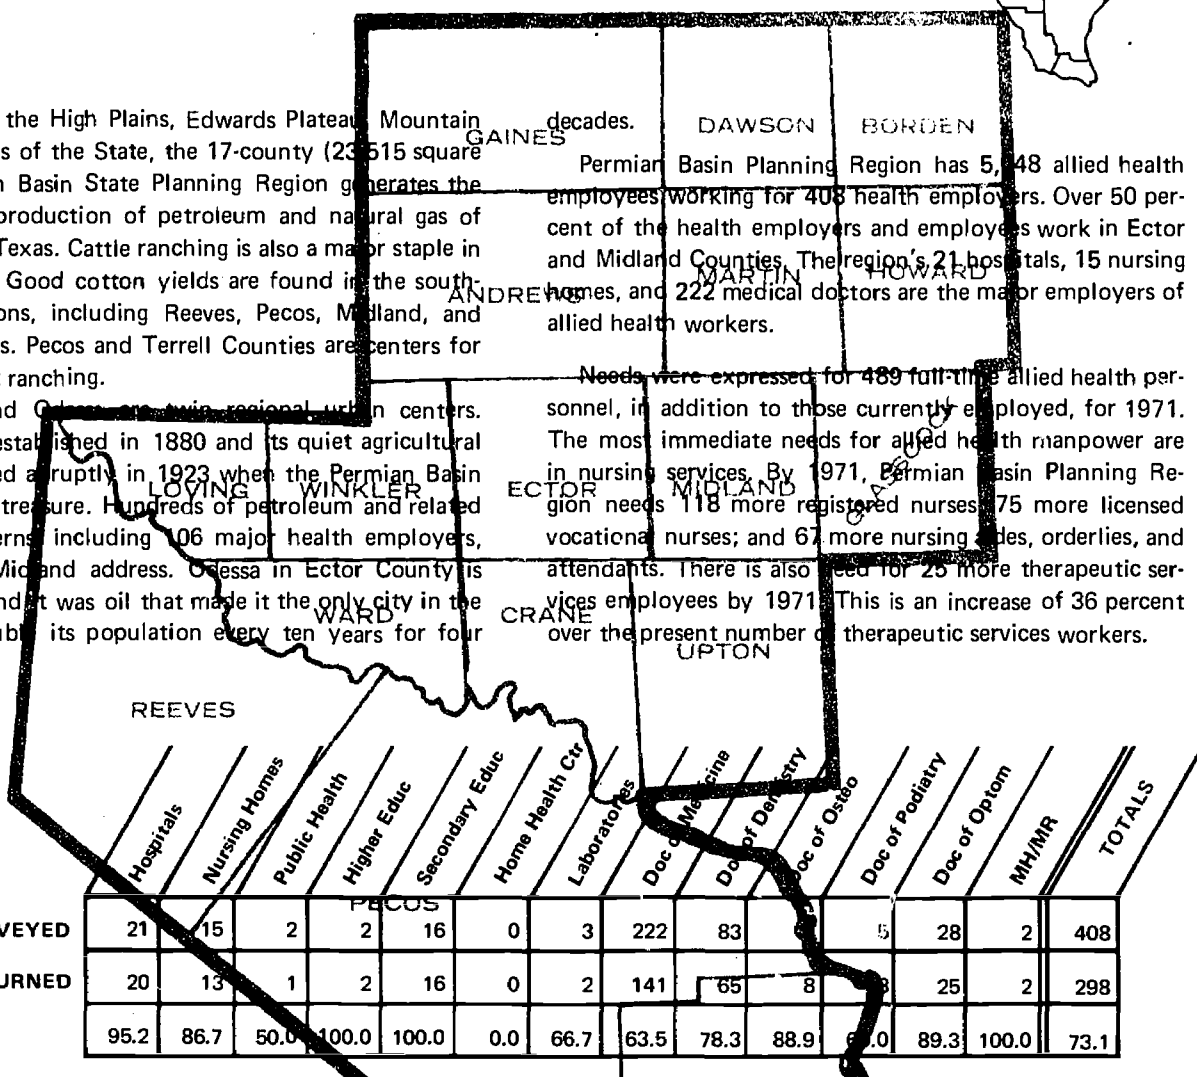 the High Plains, Edwards Plateau, Mountain
s of the State, the 17-county (23,515 square
Basin State Planning Region generates the
production of petroleum and natural gas of
Texas. Cattle ranching is also a major staple in
Good cotton yields are found in the south-
ons, including Reeves, Pecos, Midland, and
s. Pecos and Terrell Counties are centers for
ranching.
nd Odessa are twin regional urban centers.
established in 1880 and its quiet agricultural
ed abruptly in 1923 when the Permian Basin
treasure. Hundreds of petroleum and related
erns, including 106 major health employers,
Midland address. Odessa in Ector County is
nd it was oil that made it the only city in the
its population every ten years for four
decades.
Permian Basin Planning Region has 5, 48 allied health
employees working for 408 health employers. Over 50 per-
cent of the health employers and employees work in Ector
and Midland Counties. The region's 21 hospitals, 15 nursing
homes, and 222 medical doctors are the major employers of
allied health workers.
Needs were expressed for 489 full-time allied health per-
sonnel, in addition to those currently employed, for 1971.
The most immediate needs for allied health manpower are
in nursing services. By 1971, Permian Basin Planning Re-
gion needs 118 more registered nurses, 75 more licensed
vocational nurses; and 67 more nursing aides, orderlies, and
attendants. There is also need for 25 more therapeutic ser-
vices employees by 1971. This is an increase of 36 percent
over the present number of therapeutic services workers.
GAINES DAWSON BORDEN
ANDREWS MARTIN HOWARD
LOVING WINKLER ECTOR MIDLAND GLASSCOCK
WARD CRANE UPTON
REEVES
PECOS
Hospitals Nursing Homes Public Health Higher Educ Secondary Educ Home Health Ctr Laboratories Doc of Medicine Doc of Dentistry Doc of Osteo Doc of Podiatry Doc of Optom MH/MR TOTALS
VEYED 21 15 2 2 16 0 3 222 83 5 28 2 408
URNED 20 13 1 2 16 0 2 141 65 8 25 2 298
95.2 86.7 50.0 100.0 100.0 0.0 66.7 63.5 78.3 88.9 89.3 100.0 73.1